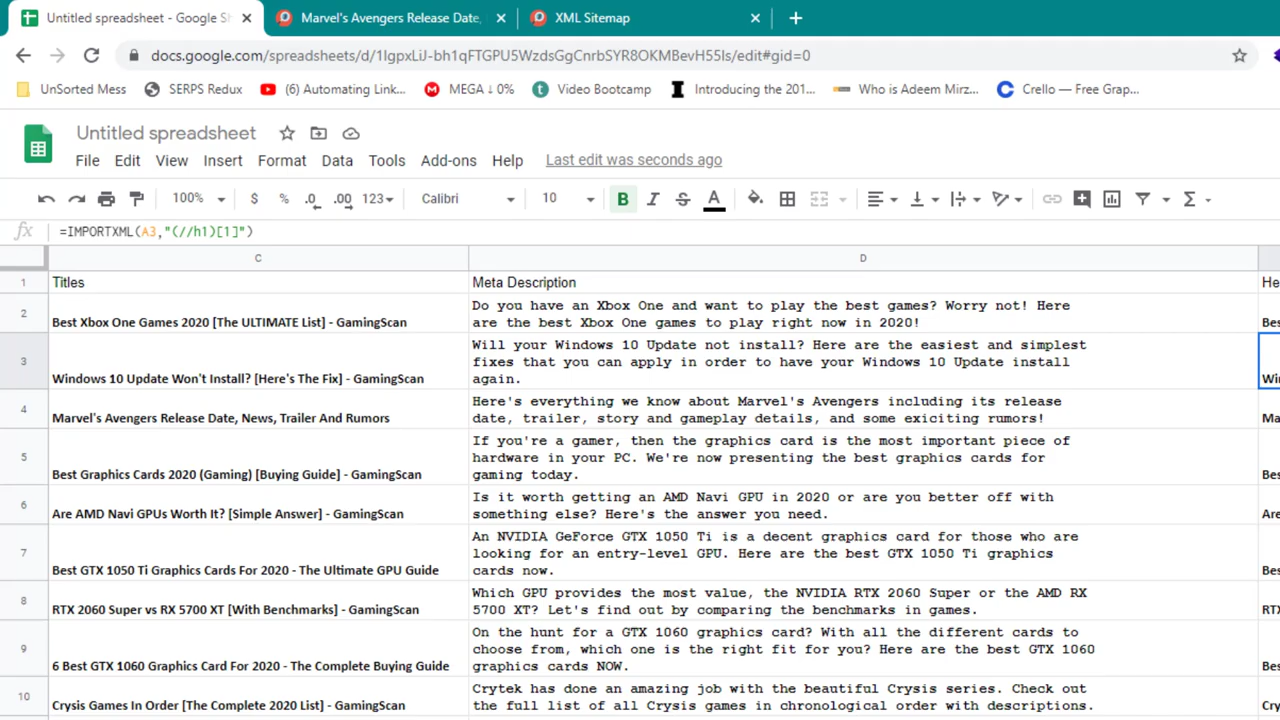 Untitled spreadsheet - Google Sh
Marvel's Avengers Release Date,
XML Sitemap
docs.google.com/spreadsheets/d/1IgpxLiJ-bh1qFTGPU5WzdsGgCnrbSYR8OKMBevH55Is/edit#gid=0
UnSorted Mess
SERPS Redux
(6) Automating Link...
MEGA ↓ 0%
Video Bootcamp
Introducing the 201...
Who is Adeem Mirz...
Crello — Free Grap...
Untitled spreadsheet
File Edit View Insert Format Data Tools Add-ons Help Last edit was seconds ago
100% $ % .0 .00 123 Calibri 10 B I S A
fx =IMPORTXML(A3,"(//h1)[1]")
C D
1 Titles Meta Description He
2 Best Xbox One Games 2020 [The ULTIMATE List] - GamingScan
Do you have an Xbox One and want to play the best games? Worry not! Here
are the best Xbox One games to play right now in 2020!
Bes
3 Windows 10 Update Won't Install? [Here's The Fix] - GamingScan
Will your Windows 10 Update not install? Here are the easiest and simplest
fixes that you can apply in order to have your Windows 10 Update install
again.
Win
4 Marvel's Avengers Release Date, News, Trailer And Rumors
Here's everything we know about Marvel's Avengers including its release
date, trailer, story and gameplay details, and some exiciting rumors!
Ma
5 Best Graphics Cards 2020 (Gaming) [Buying Guide] - GamingScan
If you're a gamer, then the graphics card is the most important piece of
hardware in your PC. We're now presenting the best graphics cards for
gaming today.
Bes
6 Are AMD Navi GPUs Worth It? [Simple Answer] - GamingScan
Is it worth getting an AMD Navi GPU in 2020 or are you better off with
something else? Here's the answer you need.
Are
7 Best GTX 1050 Ti Graphics Cards For 2020 - The Ultimate GPU Guide
An NVIDIA GeForce GTX 1050 Ti is a decent graphics card for those who are
looking for an entry-level GPU. Here are the best GTX 1050 Ti graphics
cards now.
Bes
8 RTX 2060 Super vs RX 5700 XT [With Benchmarks] - GamingScan
Which GPU provides the most value, the NVIDIA RTX 2060 Super or the AMD RX
5700 XT? Let's find out by comparing the benchmarks in games.
RTX
9 6 Best GTX 1060 Graphics Card For 2020 - The Complete Buying Guide
On the hunt for a GTX 1060 graphics card? With all the different cards to
choose from, which one is the right fit for you? Here are the best GTX 1060
graphics cards NOW.
Bes
10 Crysis Games In Order [The Complete 2020 List] - GamingScan
Crytek has done an amazing job with the beautiful Crysis series. Check out
the full list of all Crysis games in chronological order with descriptions.
Cry